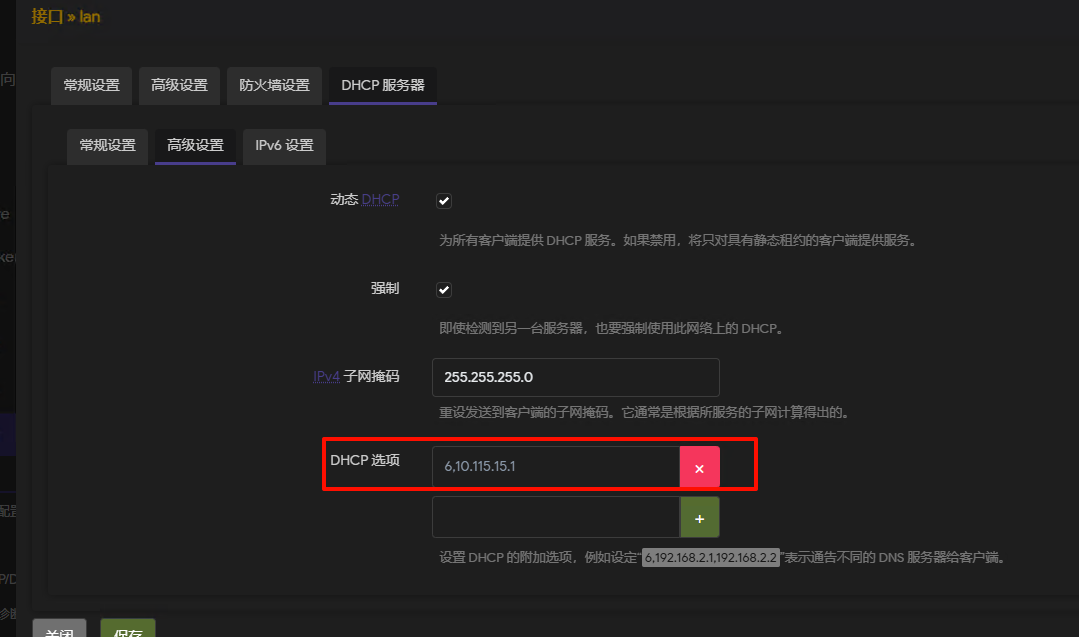 接口 » lan
向
常规设置 高级设置 防火墙设置 DHCP 服务器
常规设置 高级设置 IPv6 设置
动态 DHCP
re
为所有客户端提供 DHCP 服务。如果禁用，将只对具有静态租约的客户端提供服务。
ker
强制
即使检测到另一台服务器，也要强制使用此网络上的 DHCP。
IPv4 子网掩码 255.255.255.0
重设发送到客户端的子网掩码。它通常是根据所服务的子网计算得出的。
DHCP 选项 6,10.115.15.1 ×
配置
+
设置 DHCP 的附加选项，例如设定“6,192.168.2.1,192.168.2.2”表示通告不同的 DNS 服务器给客户端。
P/D
诊断
关闭 保存